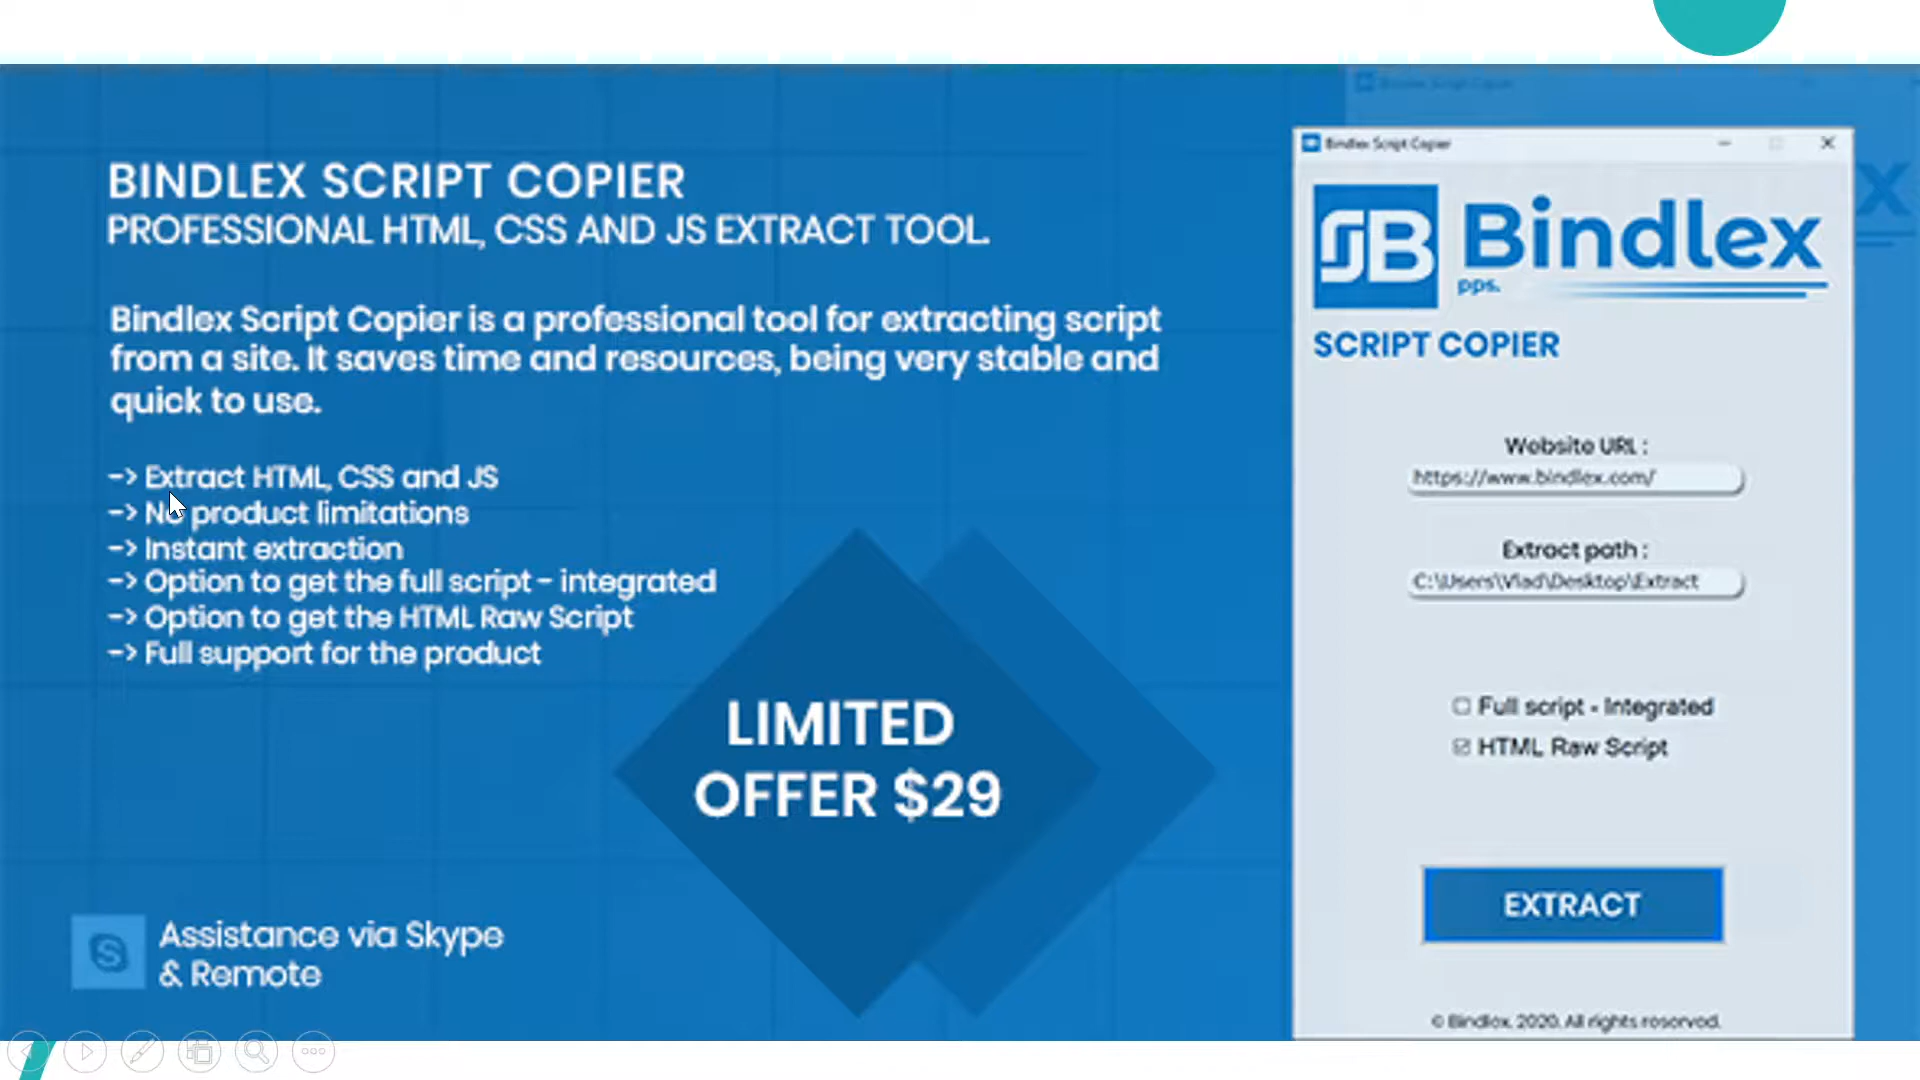 BINDLEX SCRIPT COPIER
PROFESSIONAL HTML, CSS AND JS EXTRACT TOOL.
Bindlex Script Copier is a professional tool for extracting script
from a site. It saves time and resources, being very stable and
quick to use.
-> Extract HTML, CSS and JS
-> No product limitations
-> Instant extraction
-> Option to get the full script - integrated
-> Option to get the HTML Raw Script
-> Full support for the product
LIMITED
OFFER $29
Assistance via Skype
& Remote
Bindlex Script Copier
Bindlex
pps.
SCRIPT COPIER
Website URL :
https://www.bindlex.com/
Extract path :
C:\Users\Vlad\Desktop\Extract
Full script - Integrated
HTML Raw Script
EXTRACT
© Bindlex. 2020. All rights reserved.